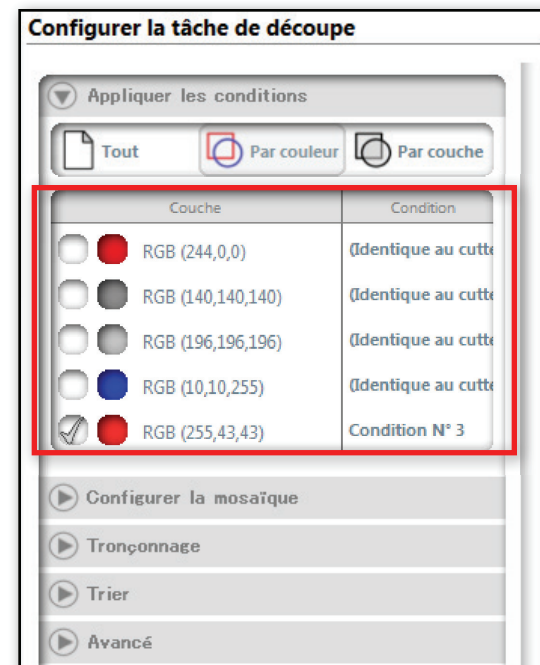 Configurer la tâche de découpe
Appliquer les conditions
Tout Par couleur Par couche
Couche Condition
RGB (244,0,0) (Identique au cutte
RGB (140,140,140) (Identique au cutte
RGB (196,196,196) (Identique au cutte
RGB (10,10,255) (Identique au cutte
RGB (255,43,43) Condition N° 3
Configurer la mosaïque
Tronçonnage
Trier
Avancé